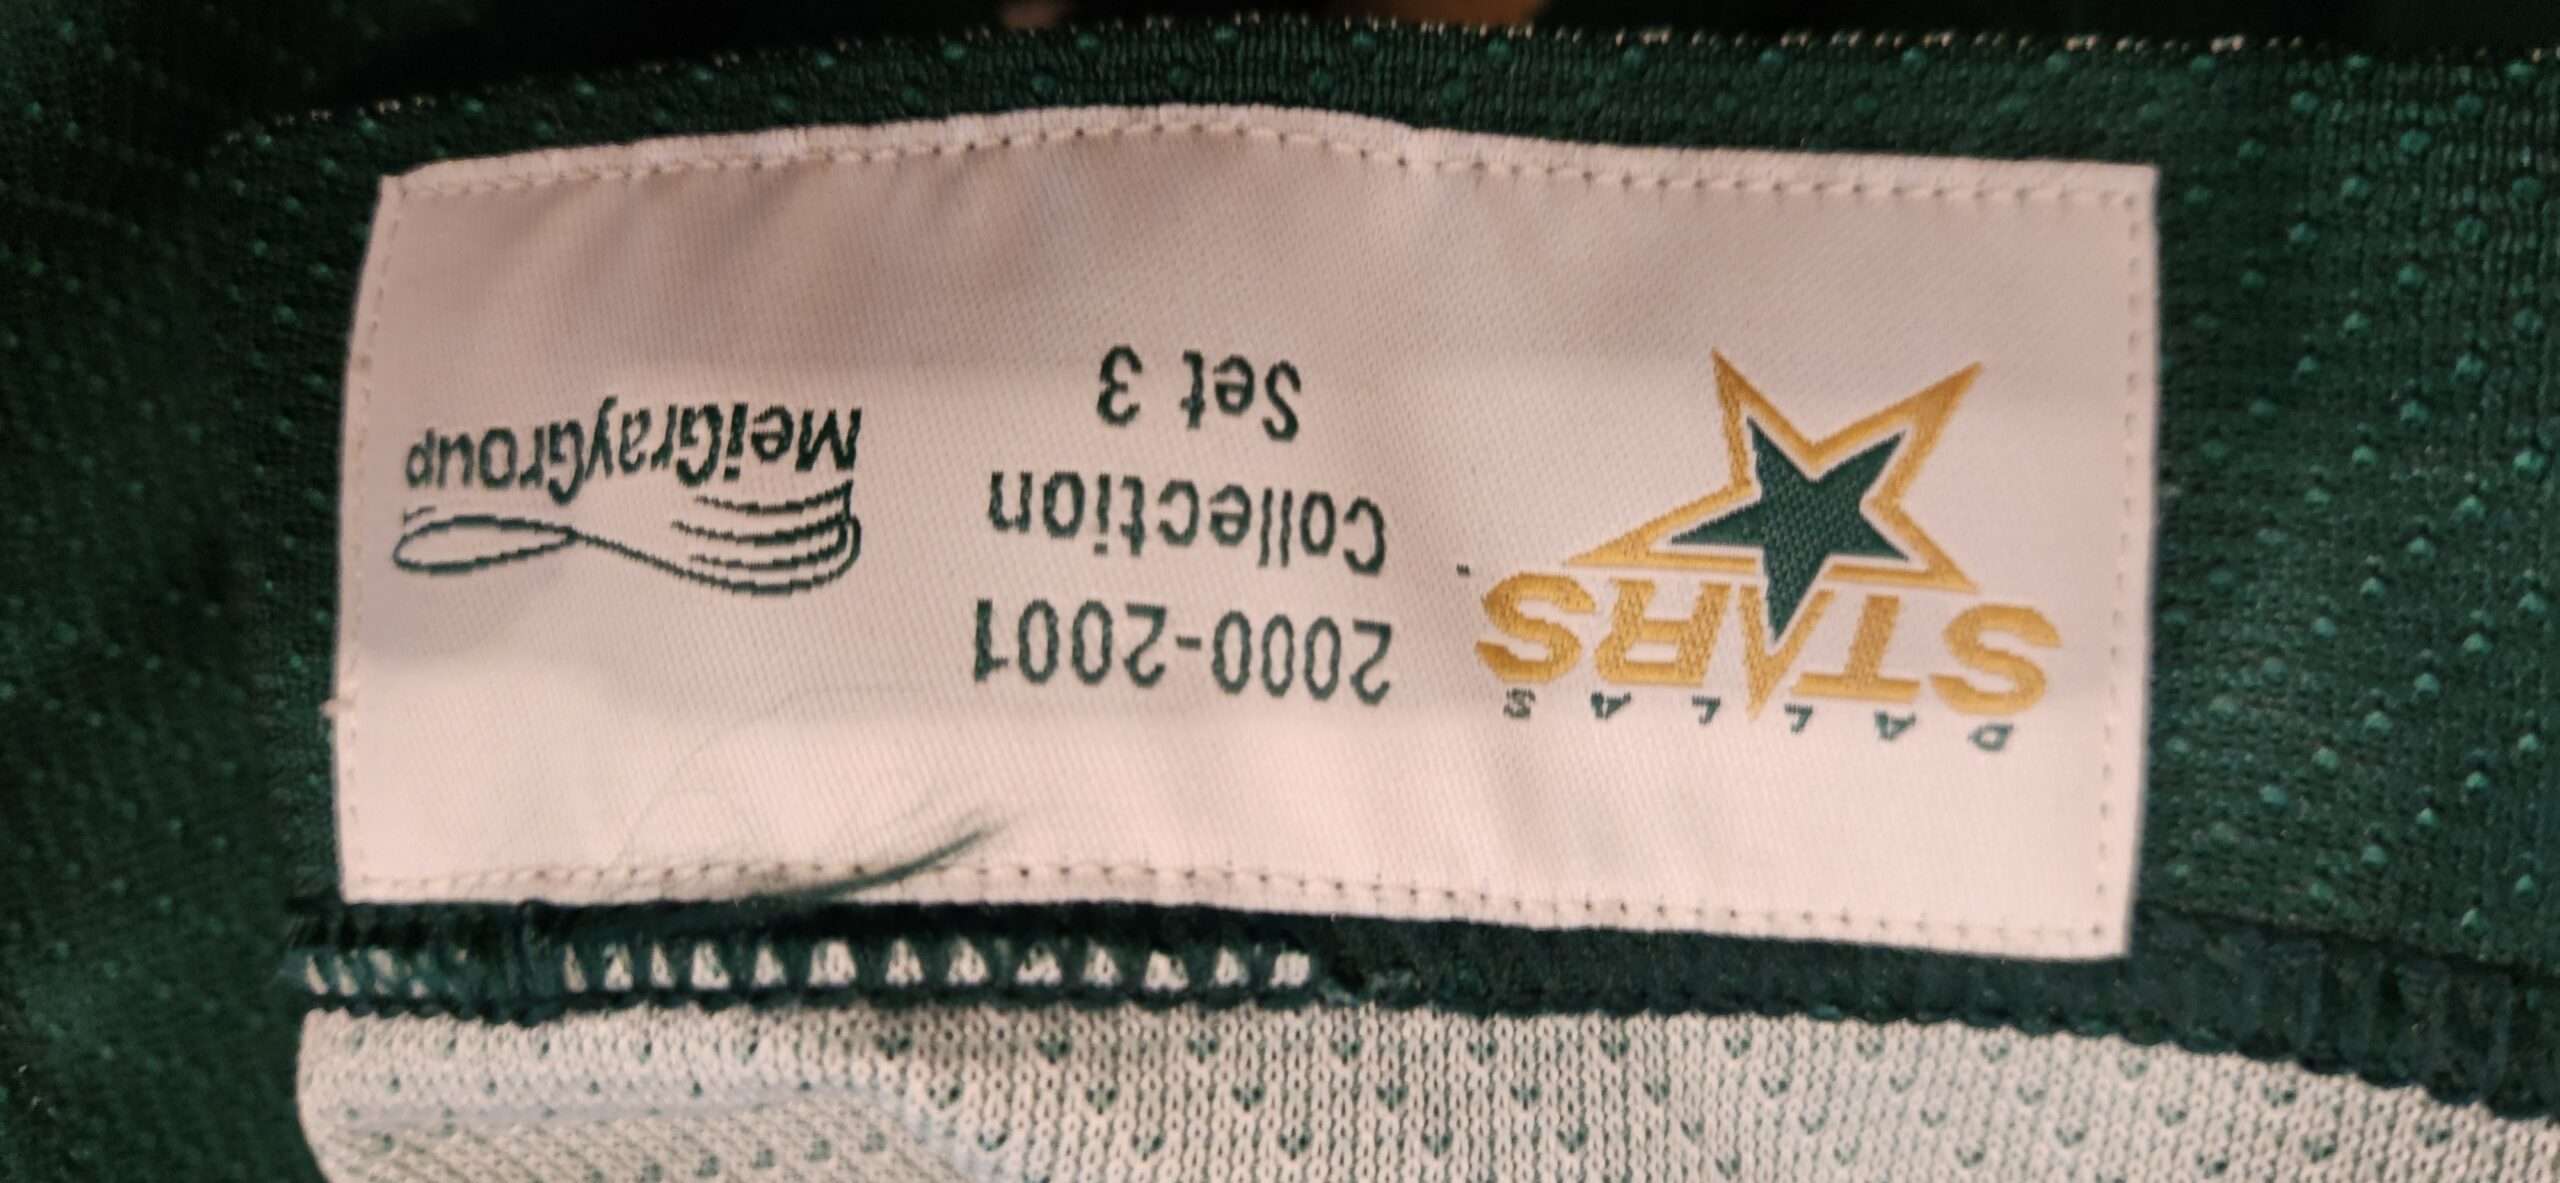 DALLAS
STARS
2000-2001
Collection
Set 3
MeiGrayGroup